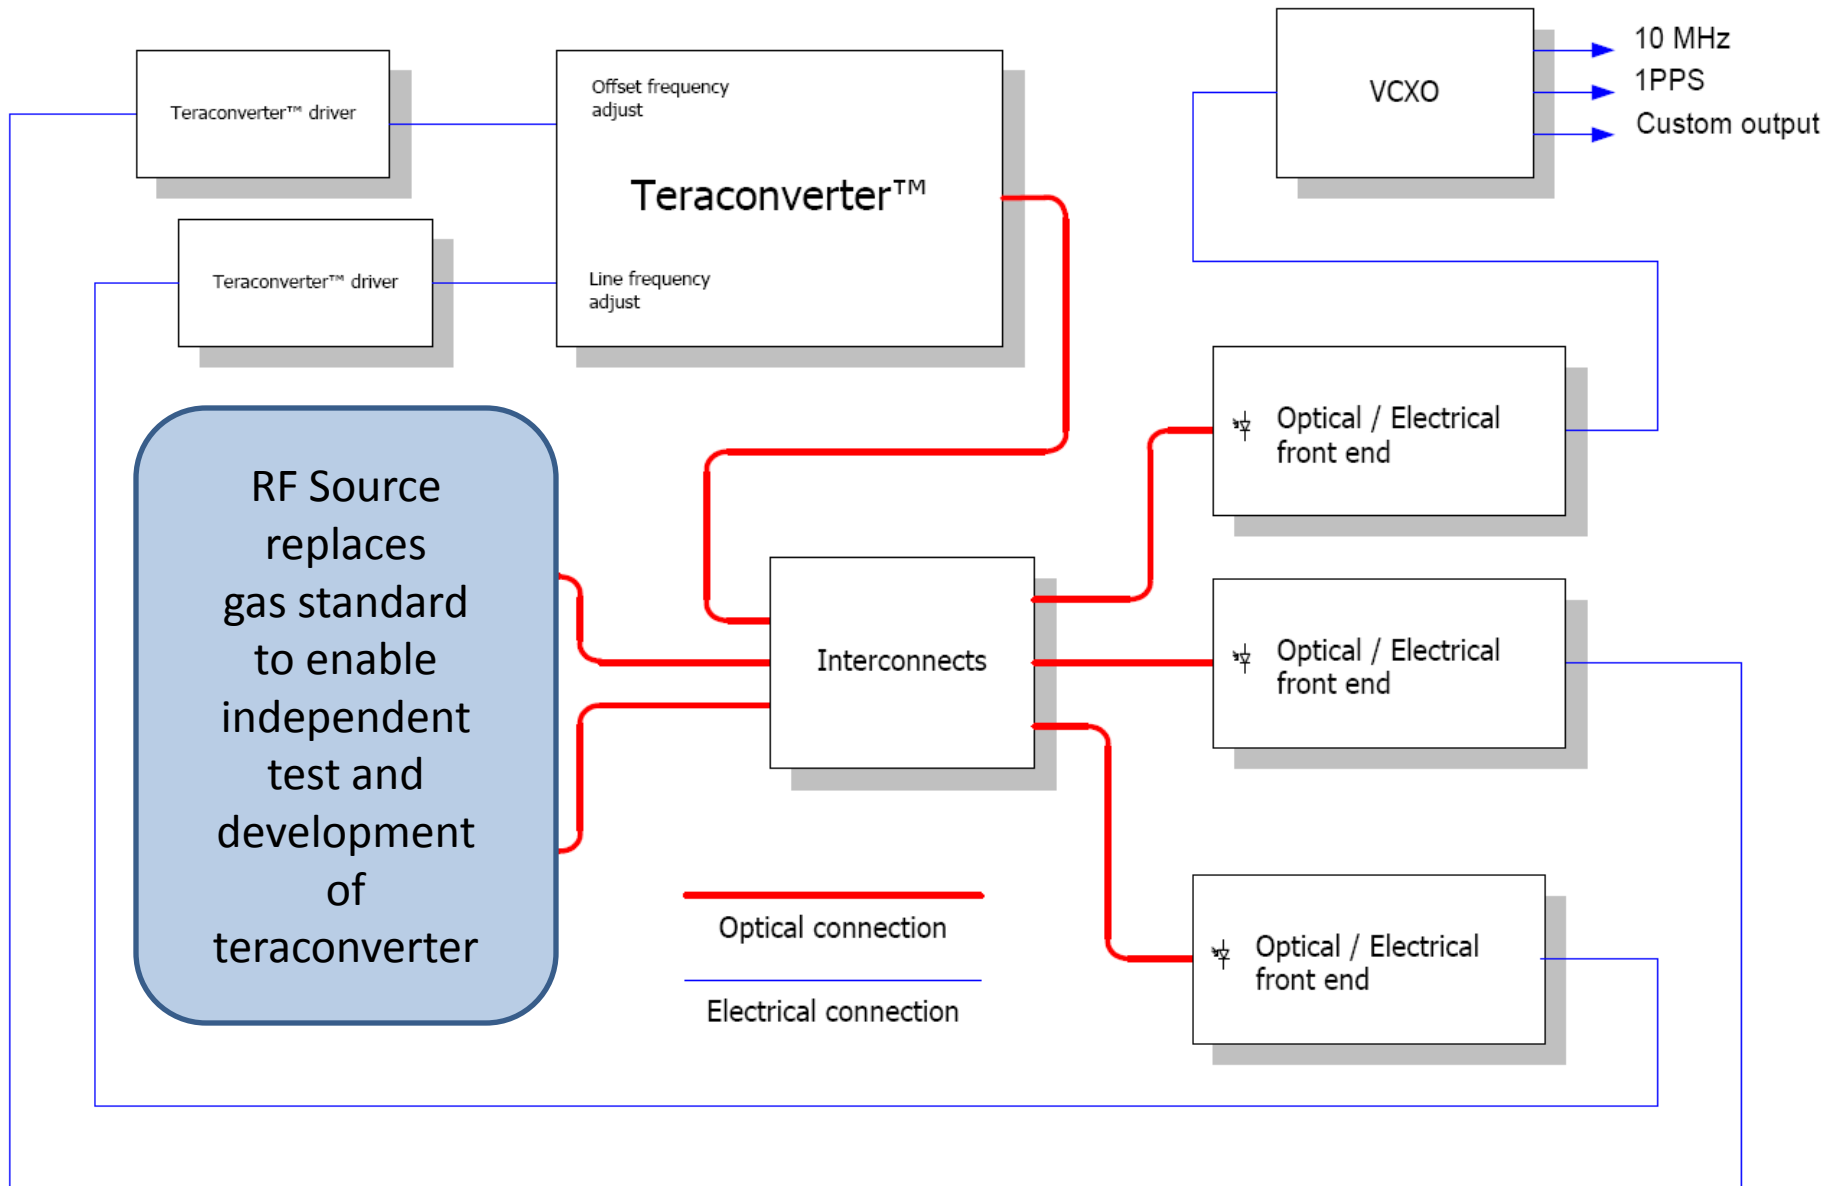 Teraconverter™ driver
Offset frequency
adjust
Teraconverter™
Line frequency
adjust
Teraconverter™ driver
VCXO
10 MHz
1PPS
Custom output
RF Source
replaces
gas standard
to enable
independent
test and
development
of
teraconverter
Interconnects
Optical / Electrical
front end
Optical / Electrical
front end
Optical / Electrical
front end
Optical connection
Electrical connection